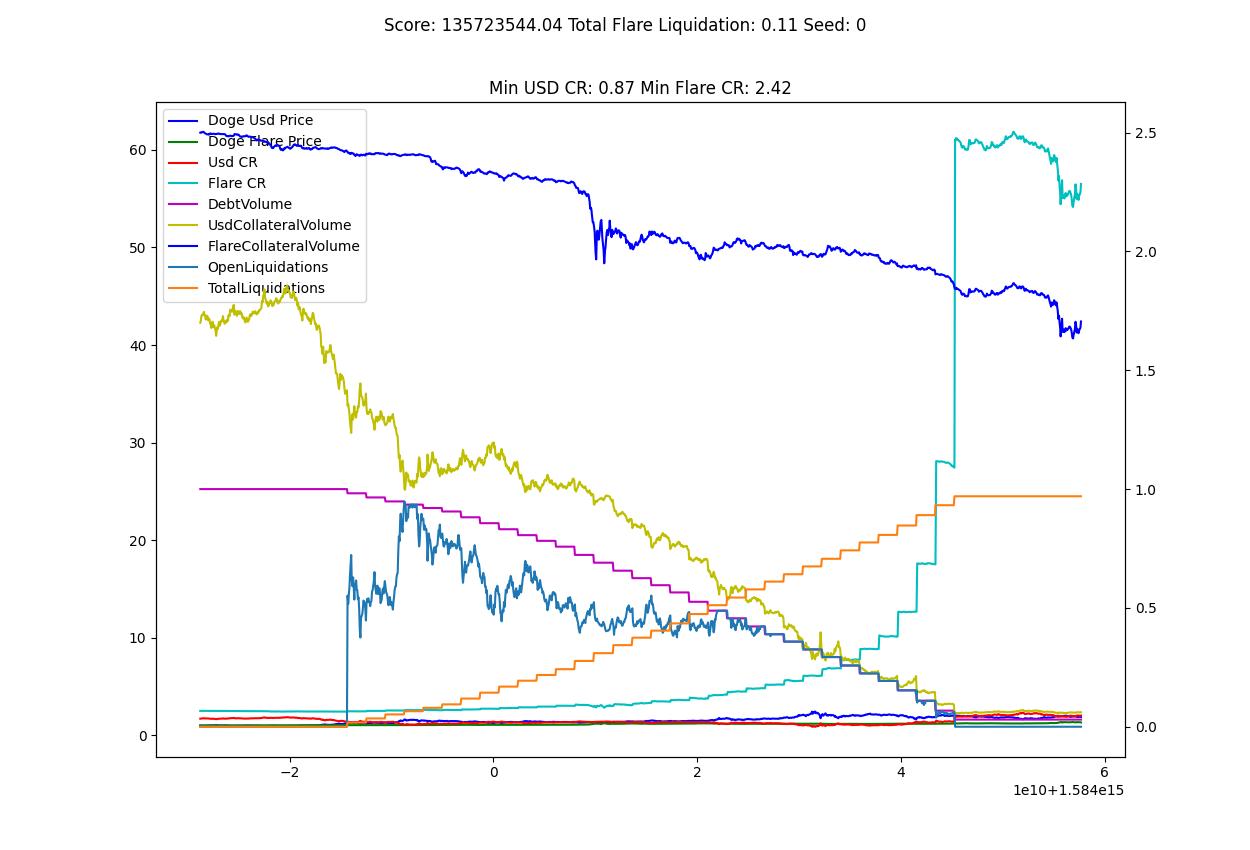 Score: 135723544.04 Total Flare Liquidation: 0.11 Seed: 0
Min USD CR: 0.87 Min Flare CR: 2.42
Doge Usd Price
Doge Flare Price
Usd CR
Flare CR
DebtVolume
UsdCollateralVolume
FlareCollateralVolume
OpenLiquidations
TotalLiquidations
60
50
40
30
20
10
0
2.5
2.0
1.5
1.0
0.5
0.0
−2
0
2
4
6
1e10+1.584e15